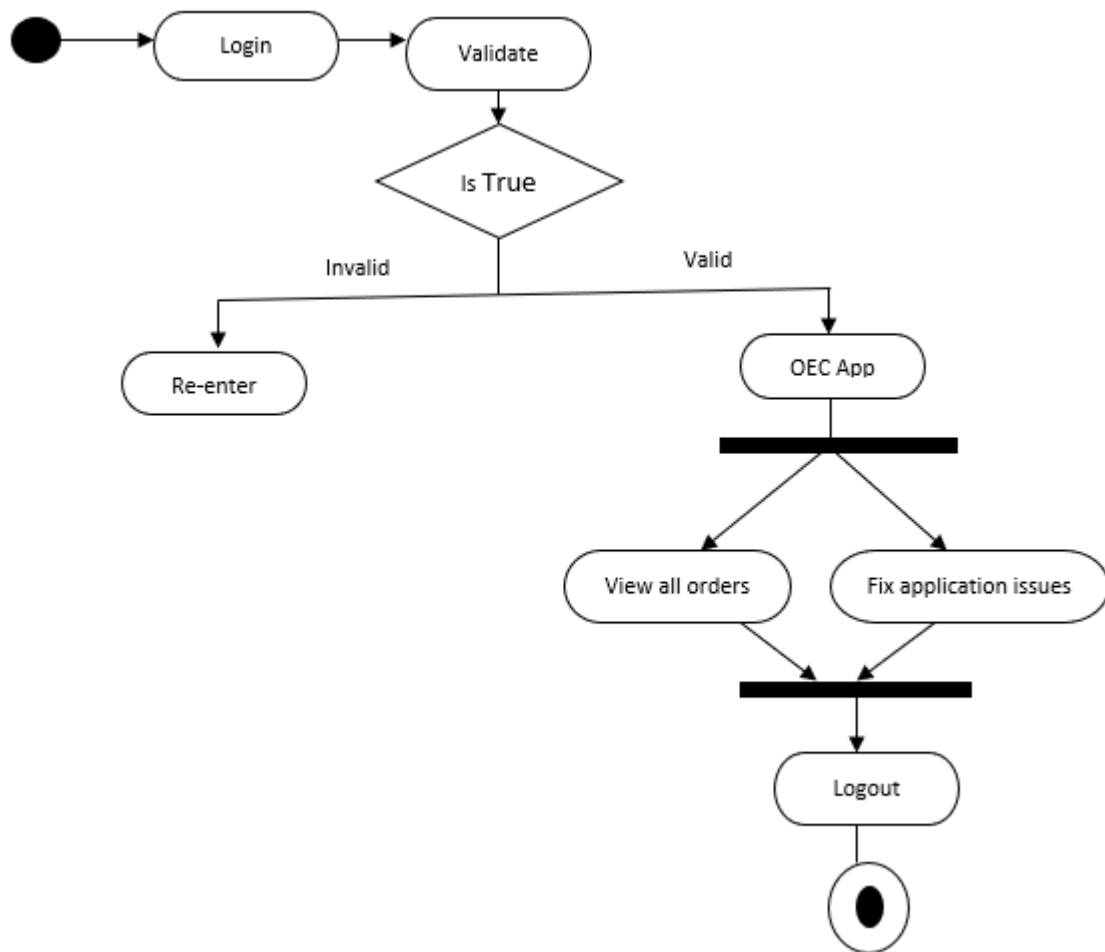 Login
Validate
Is True
Invalid
Valid
Re-enter
OEC App
View all orders
Fix application issues
Logout